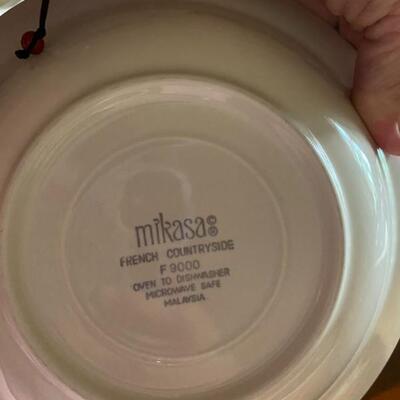 mikasa©®
FRENCH COUNTRYSIDE
F 9000
OVEN TO DISHWASHER
MICROWAVE SAFE
MALAYSIA